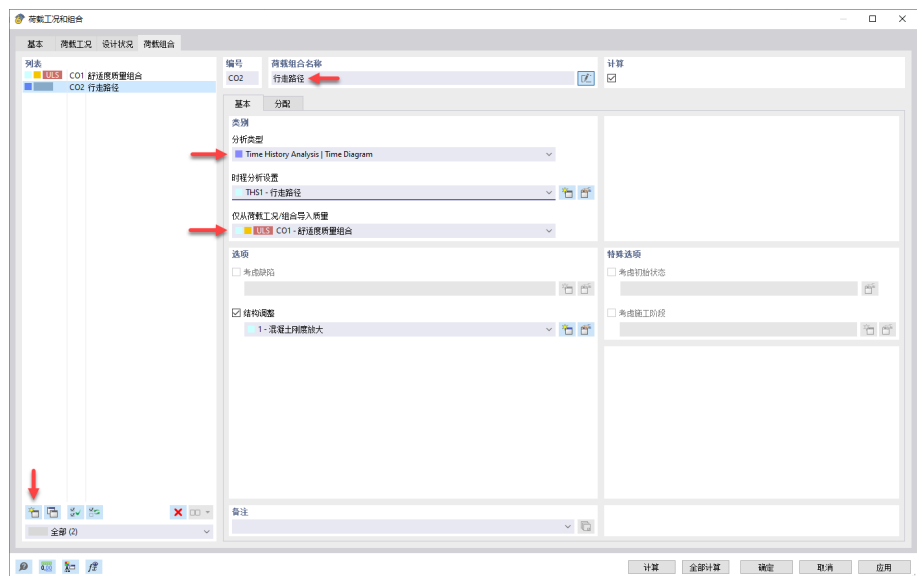 荷载工况和组合
基本 荷载工况 设计状况 荷载组合
列表
ULS CO1 舒适度质量组合
CO2 行走路径
全部 (2)
编号 荷载组合名称
CO2 行走路径
计算
基本 分配
类别
分析类型
Time History Analysis | Time Diagram
时程分析设置
THS1 - 行走路径
仅从荷载工况/组合导入质量
ULS CO1 - 舒适度质量组合
选项
考虑缺陷
结构调整
1 - 混凝土刚度放大
特殊选项
考虑初始状态
考虑施工阶段
备注
计算 全部计算 确定 取消 应用